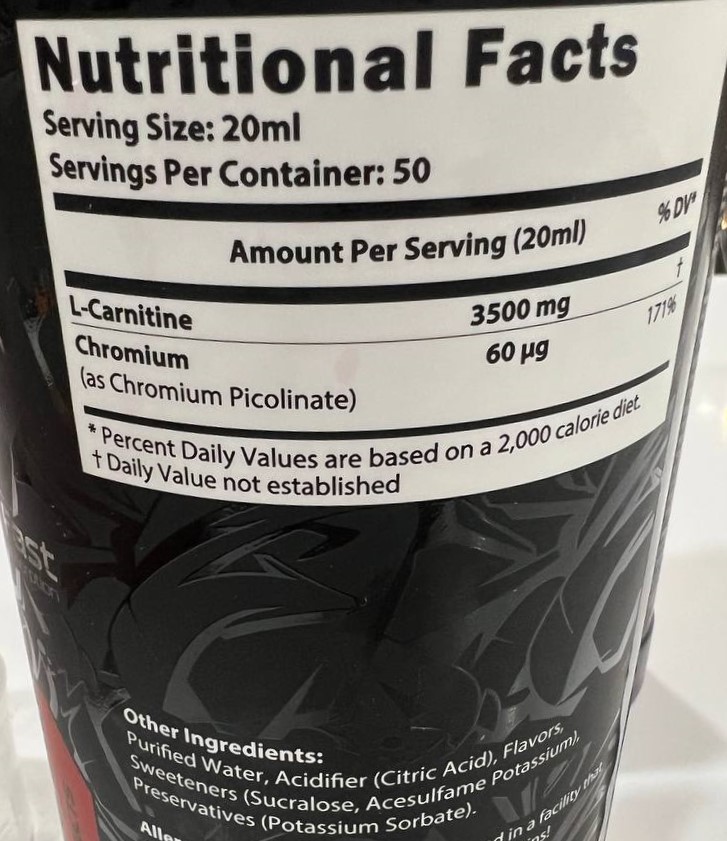 Nutritional Facts
Serving Size: 20ml
Servings Per Container: 50
Amount Per Serving (20ml) % DV*
L-Carnitine 3500 mg †
Chromium 60 µg 171%
(as Chromium Picolinate)
* Percent Daily Values are based on a 2,000 calorie diet.
† Daily Value not established
Other Ingredients:
Purified Water, Acidifier (Citric Acid), Flavors,
Sweeteners (Sucralose, Acesulfame Potassium),
Preservatives (Potassium Sorbate).
in a facility that